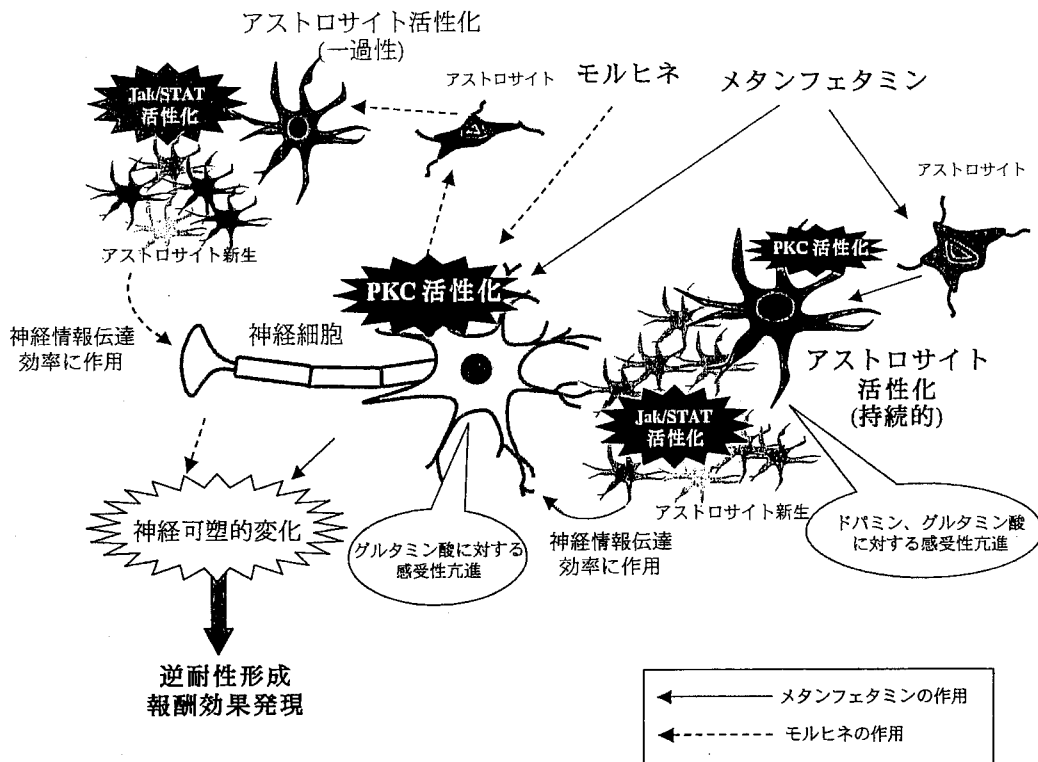 アストロサイト活性化
(一過性)
アストロサイト
モルヒネ
メタンフェタミン
Jak/STAT
活性化
アストロサイト
アストロサイト新生
PKC 活性化
PKC 活性化
神経情報伝達
効率に作用
神経細胞
アストロサイト
活性化
(持続的)
Jak/STAT
活性化
アストロサイト新生
神経可塑的変化
グルタミン酸に対する
感受性亢進
神経情報伝達
効率に作用
ドパミン、グルタミン酸
に対する感受性亢進
逆耐性形成
報酬効果発現
メタンフェタミンの作用
モルヒネの作用